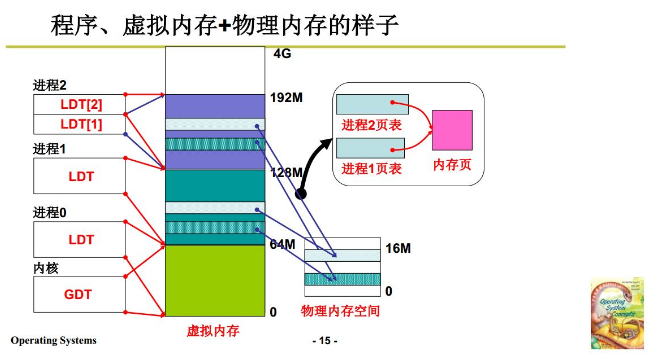 程序、虚拟内存+物理内存的样子
4G
进程2
LDT[2]
LDT[1]
192M
进程1
LDT
128M
进程0
LDT
64M
内核
GDT
0
虚拟内存
进程2页表
进程1页表
内存页
16M
0
物理内存空间
Operating System Concepts
Operating Systems
- 15 -